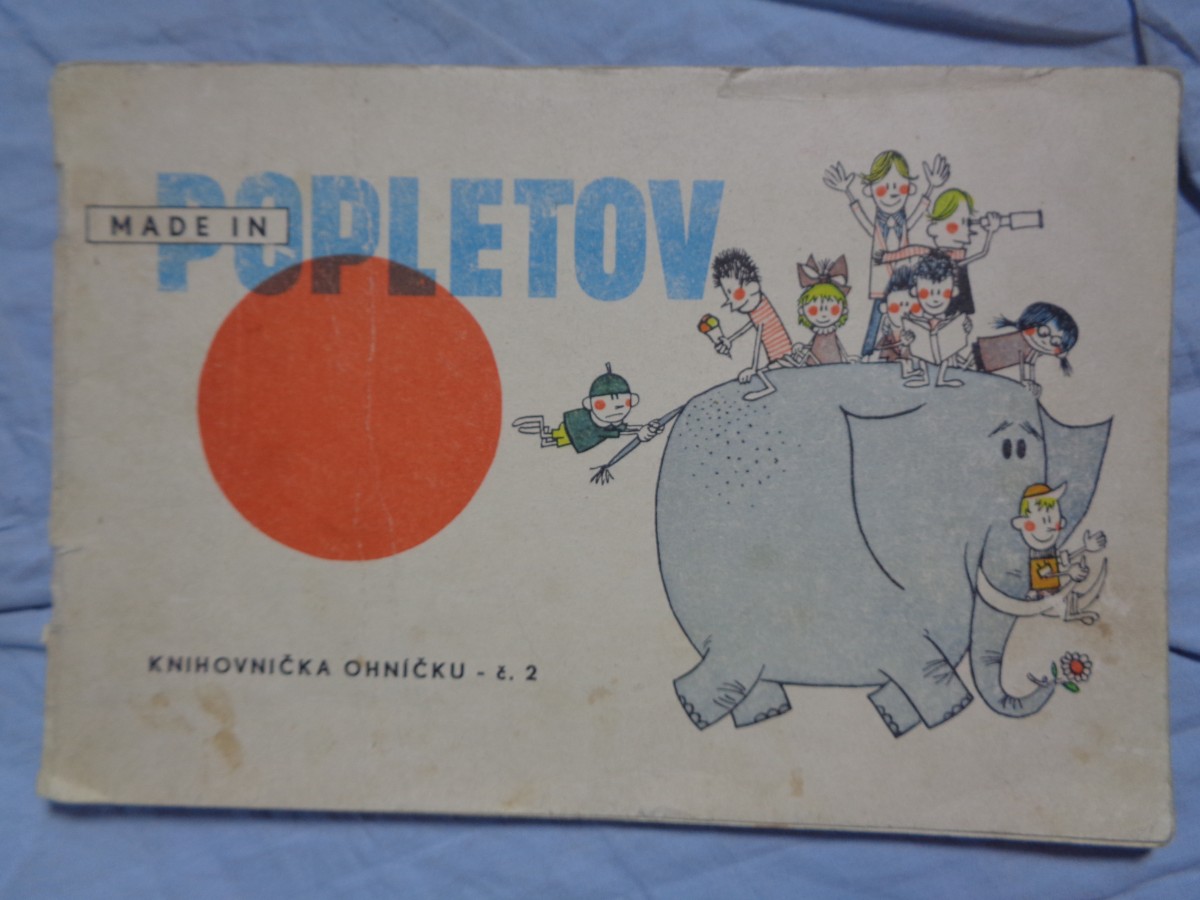 MADE IN
POPLETOV
KNIHOVNIČKA OHNÍČKU - č. 2